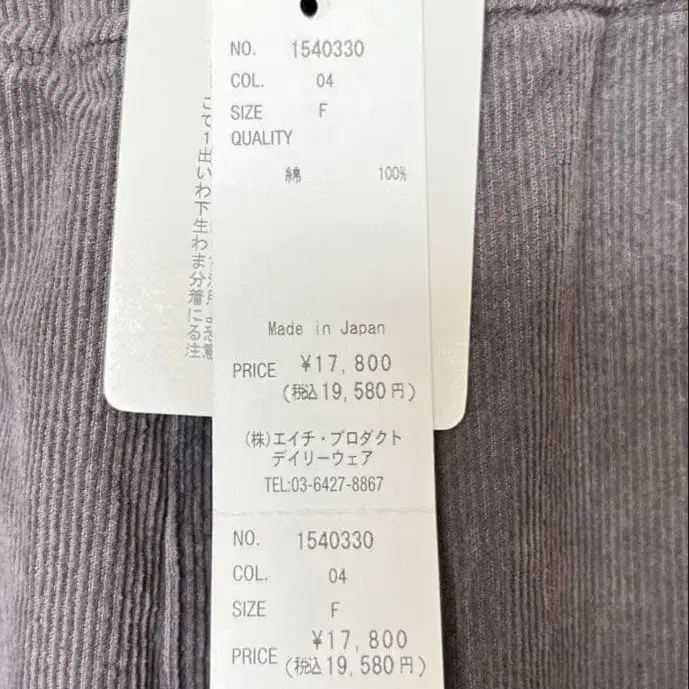 NO. 1540330
COL. 04
SIZE F
QUALITY
綿 100%
Made in Japan
PRICE ¥17,800
(税込19,580円)
(株)エイチ・プロダクト
デイリーウェア
TEL:03-6427-8867
NO. 1540330
COL. 04
SIZE F
PRICE ¥17,800
(税込19,580円)